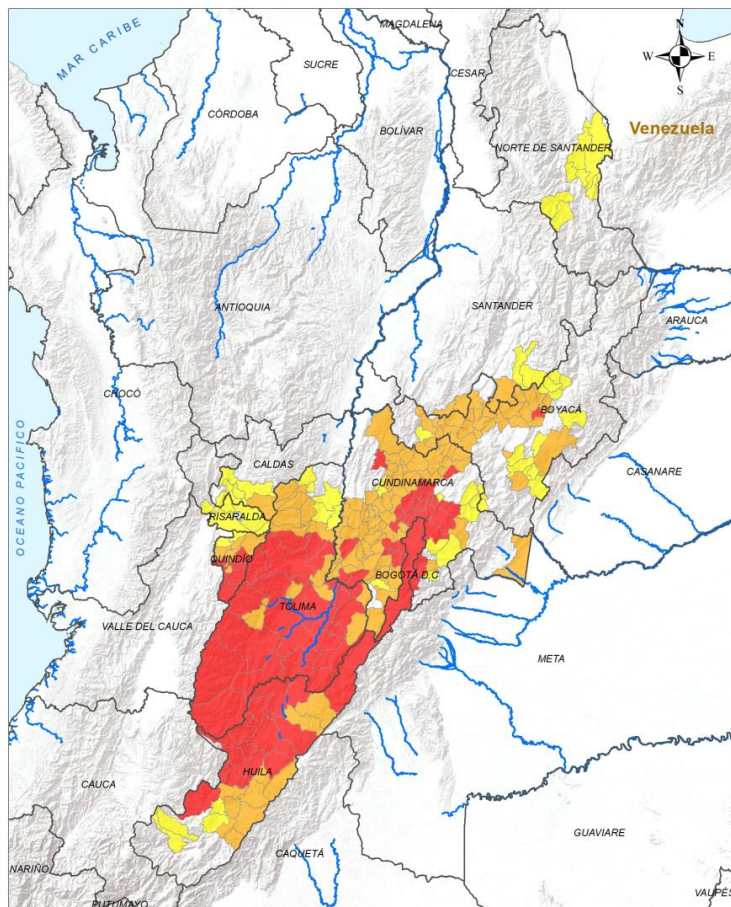 MAGDALENA
N
MAR CARIBE
SUCRE
CESAR
W
E
S
CÓRDOBA
BOLÍVAR
Venezuela
NORTE DE SANTANDER
ANTIOQUIA
SANTANDER
ARAUCA
CHOCÓ
BOYACÁ
OCEANO PACIFICO
CALDAS
CUNDINAMARCA
CASANARE
RISARALDA
QUINDÍO
BOGOTÁ D.C
TOLIMA
VALLE DEL CAUCA
META
HUILA
CAUCA
GUAVIARE
CAQUETÁ
NARIÑO
PUTUMAYO
VAUPÉS